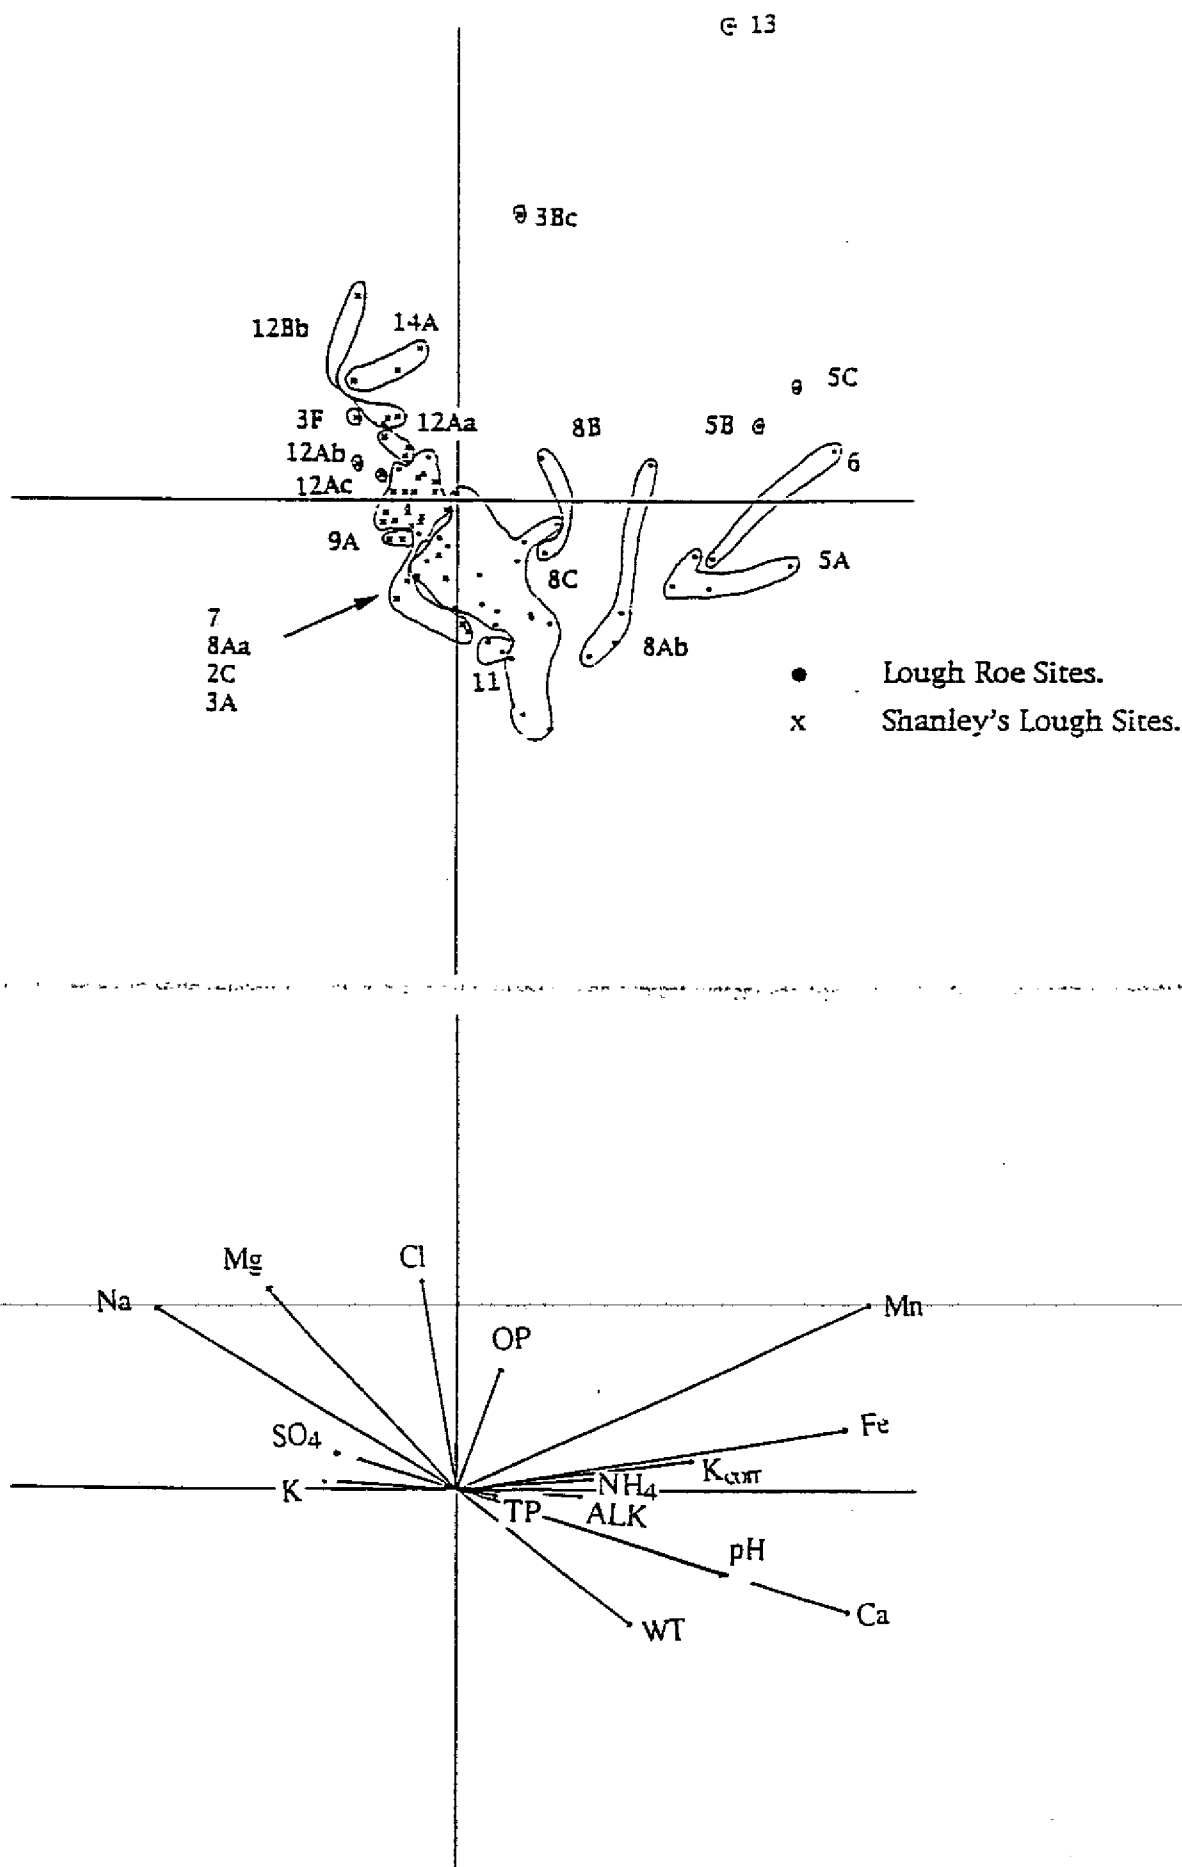 13
3Bc
12Bb
14A
5C
3F
12Aa
8B
5B
12Ab
6
12Ac
9A
8C
5A
7
8Aa
2C
3A
8Ab
11
Lough Roe Sites.
x Shanley's Lough Sites.
Mg
Cl
Na
Mn
OP
SO4
Fe
Kcorr
K
NH4
TP
ALK
pH
Ca
WT